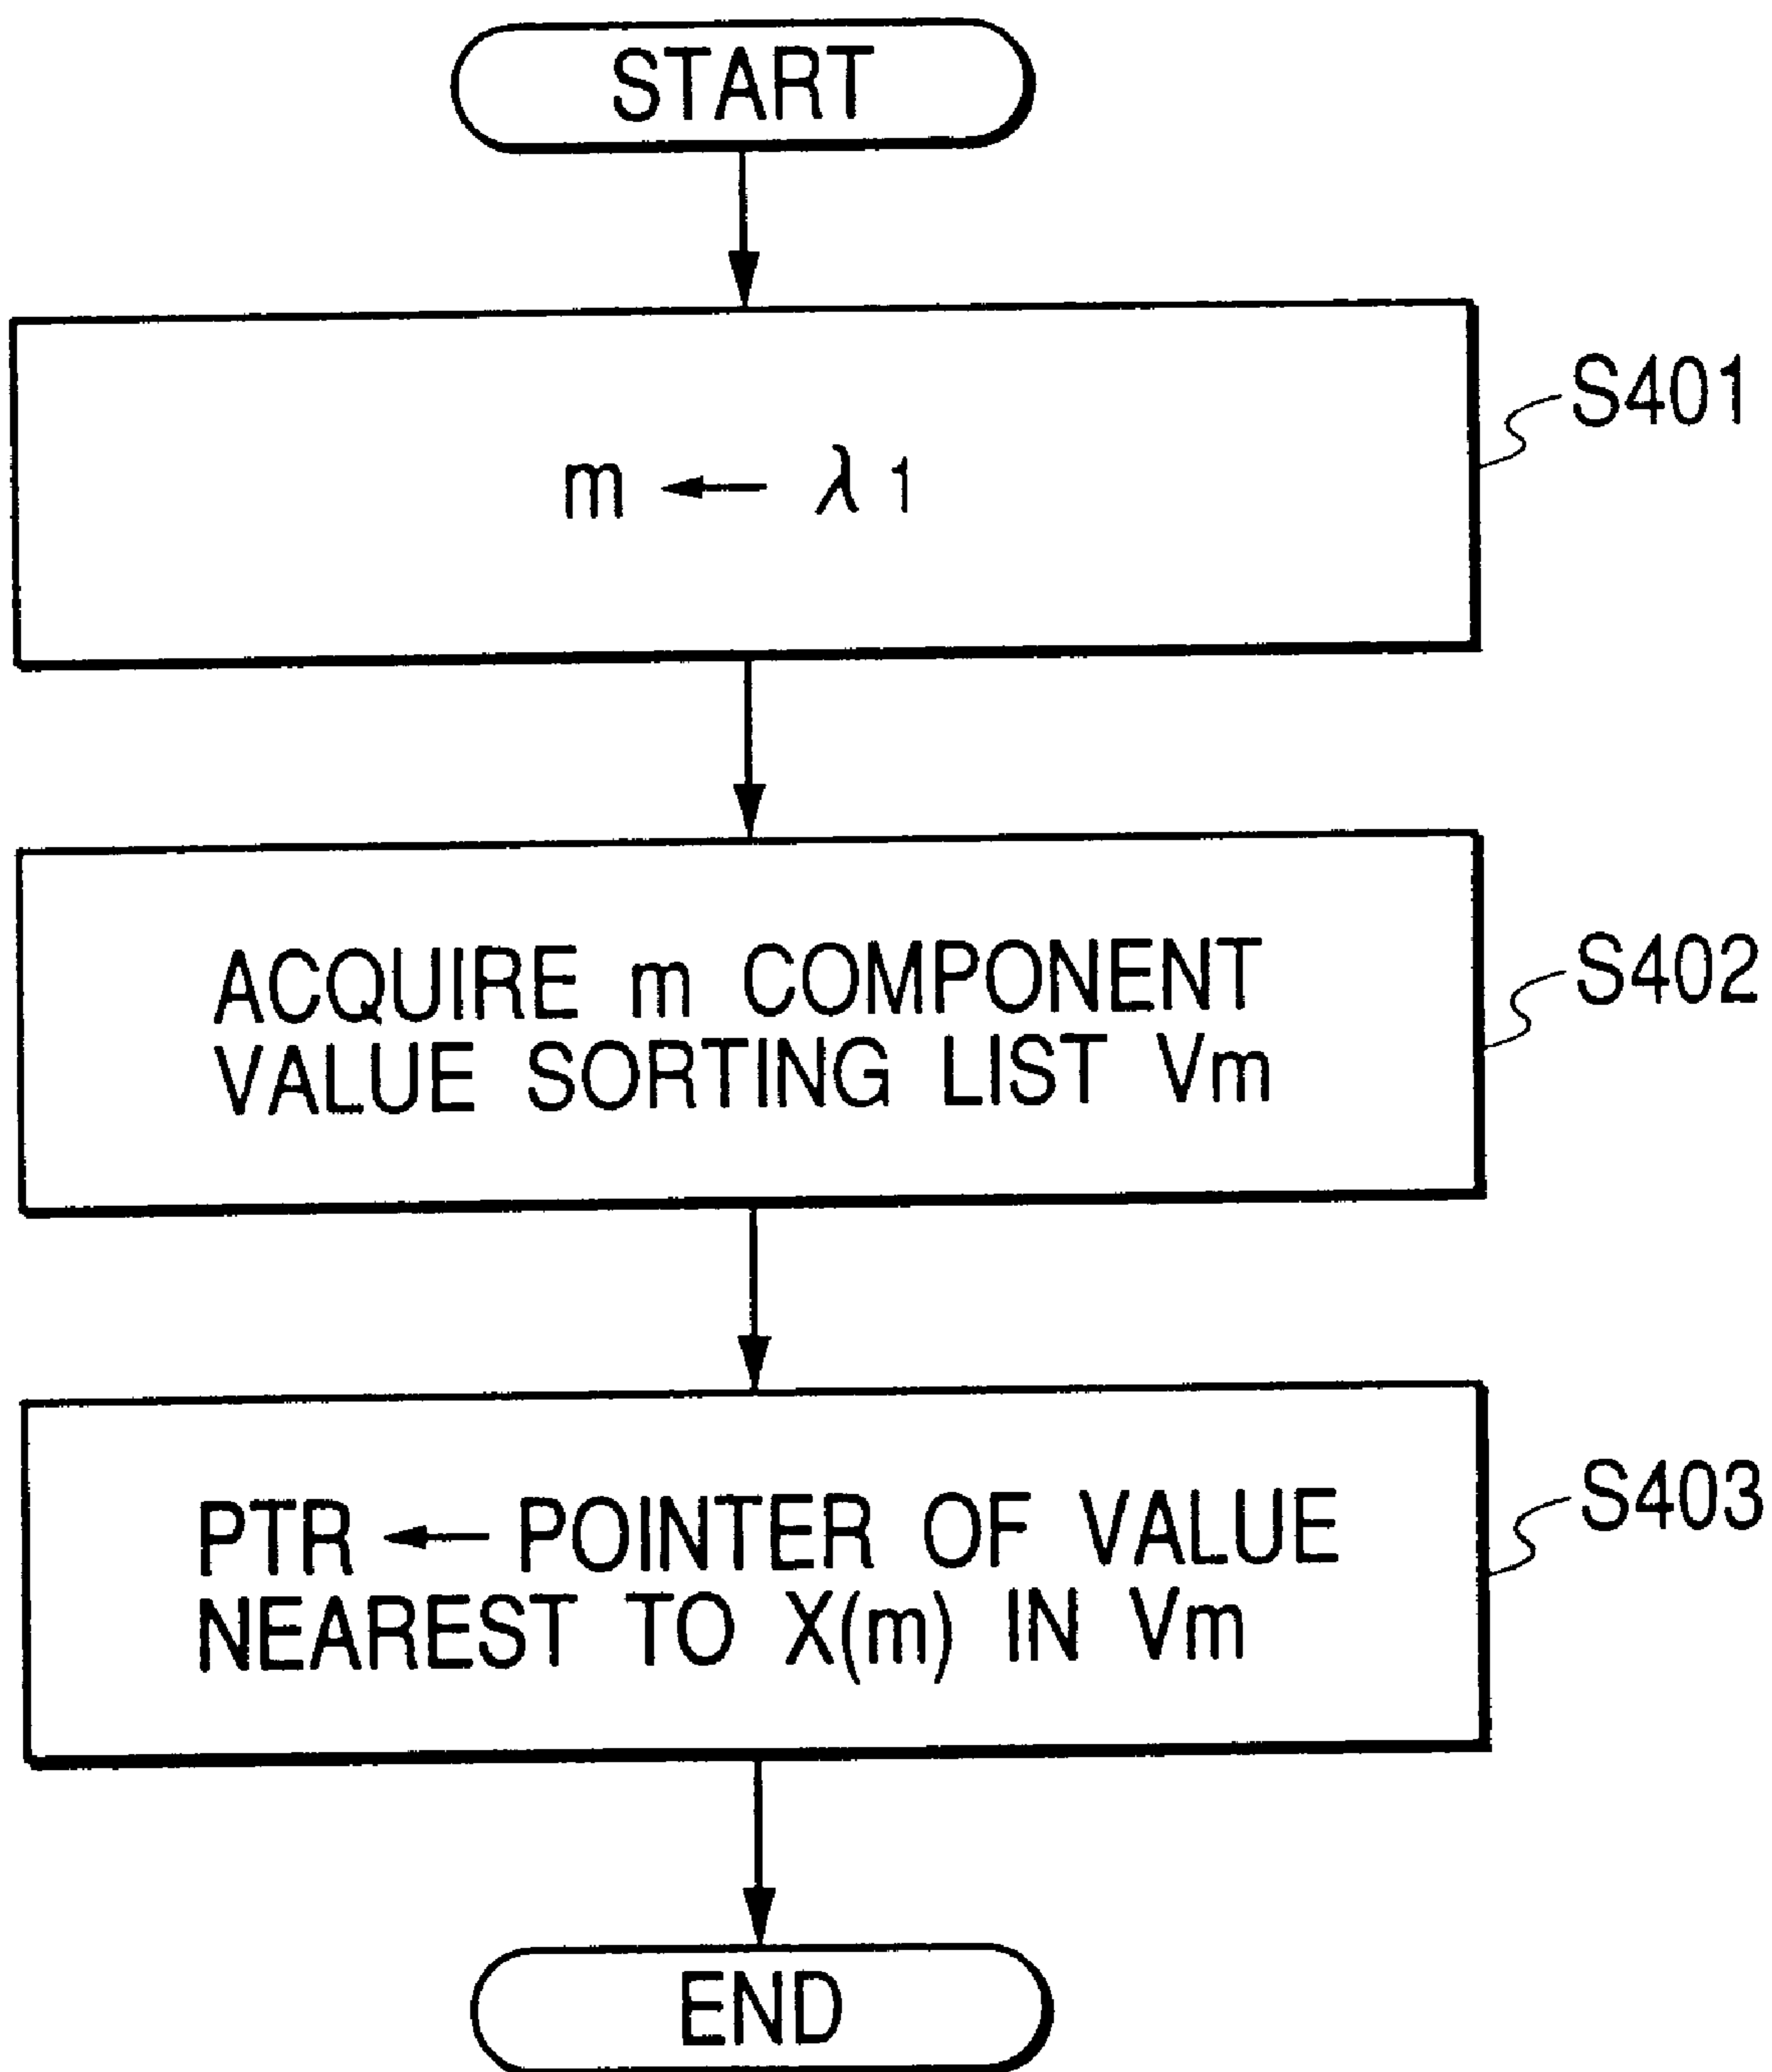 START
m ← λ1
S401
ACQUIRE m COMPONENT
VALUE SORTING LIST Vm
S402
PTR ← POINTER OF VALUE
NEAREST TO X(m) IN Vm
S403
END